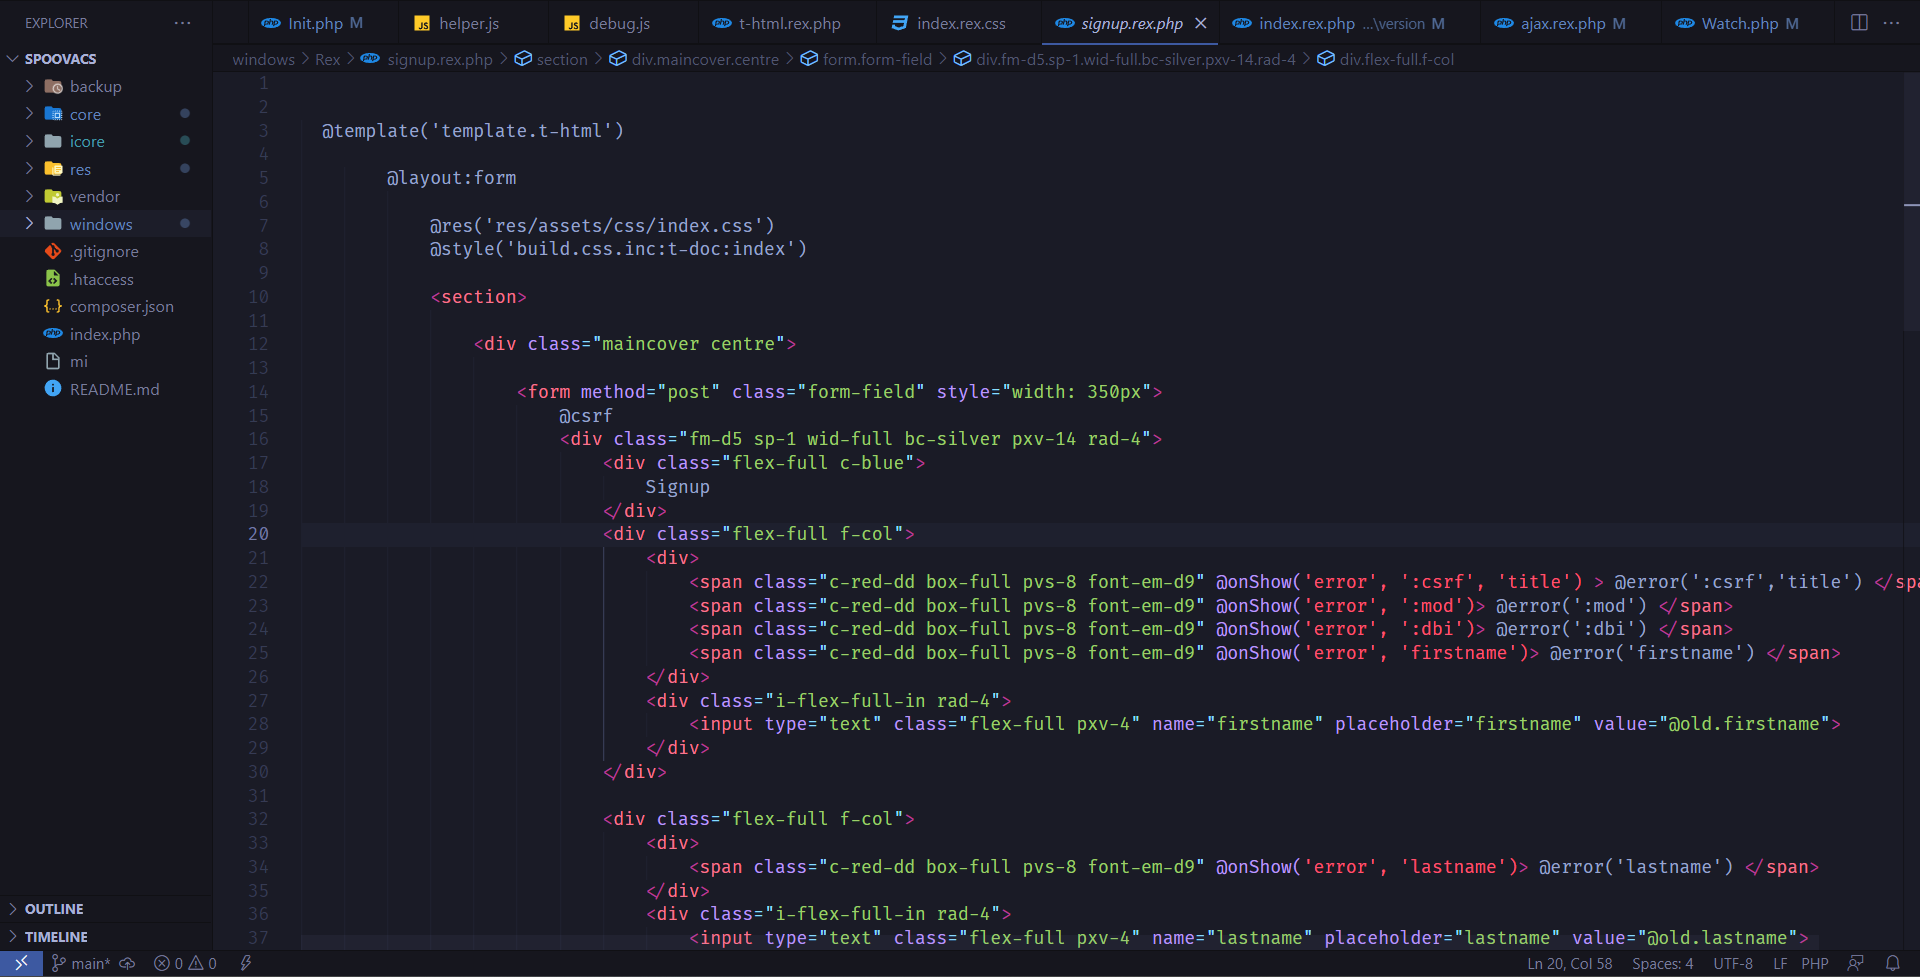 EXPLORER ···
Init.php M
helper.js
debug.js
t-html.rex.php
index.rex.css
signup.rex.php
index.rex.php ...\version M
ajax.rex.php M
Watch.php M
···
SPOOVACS
backup
core
icore
res
vendor
windows
.gitignore
.htaccess
composer.json
index.php
mi
README.md
OUTLINE
TIMELINE
windows > Rex > signup.rex.php > section > div.maincover.centre > form.form-field > div.fm-d5.sp-1.wid-full.bc-silver.pxv-14.rad-4 > div.flex-full.f-col
1
2
3 @template('template.t-html')
4
5 @layout:form
6
7 @res('res/assets/css/index.css')
8 @style('build.css.inc:t-doc:index')
9
10 <section>
11
12 <div class="maincover centre">
13
14 <form method="post" class="form-field" style="width: 350px">
15 @csrf
16 <div class="fm-d5 sp-1 wid-full bc-silver pxv-14 rad-4">
17 <div class="flex-full c-blue">
18 Signup
19 </div>
20 <div class="flex-full f-col">
21 <div>
22 <span class="c-red-dd box-full pvs-8 font-em-d9" @onShow('error', ':csrf', 'title') > @error(':csrf','title') </spa
23 <span class="c-red-dd box-full pvs-8 font-em-d9" @onShow('error', ':mod')> @error(':mod') </span>
24 <span class="c-red-dd box-full pvs-8 font-em-d9" @onShow('error', ':dbi')> @error(':dbi') </span>
25 <span class="c-red-dd box-full pvs-8 font-em-d9" @onShow('error', 'firstname')> @error('firstname') </span>
26 </div>
27 <div class="i-flex-full-in rad-4">
28 <input type="text" class="flex-full pxv-4" name="firstname" placeholder="firstname" value="@old.firstname">
29 </div>
30 </div>
31
32 <div class="flex-full f-col">
33 <div>
34 <span class="c-red-dd box-full pvs-8 font-em-d9" @onShow('error', 'lastname')> @error('lastname') </span>
35 </div>
36 <div class="i-flex-full-in rad-4">
37 <input type="text" class="flex-full pxv-4" name="lastname" placeholder="lastname" value="@old.lastname">
main* 0 0
Ln 20, Col 58 Spaces: 4 UTF-8 LF PHP